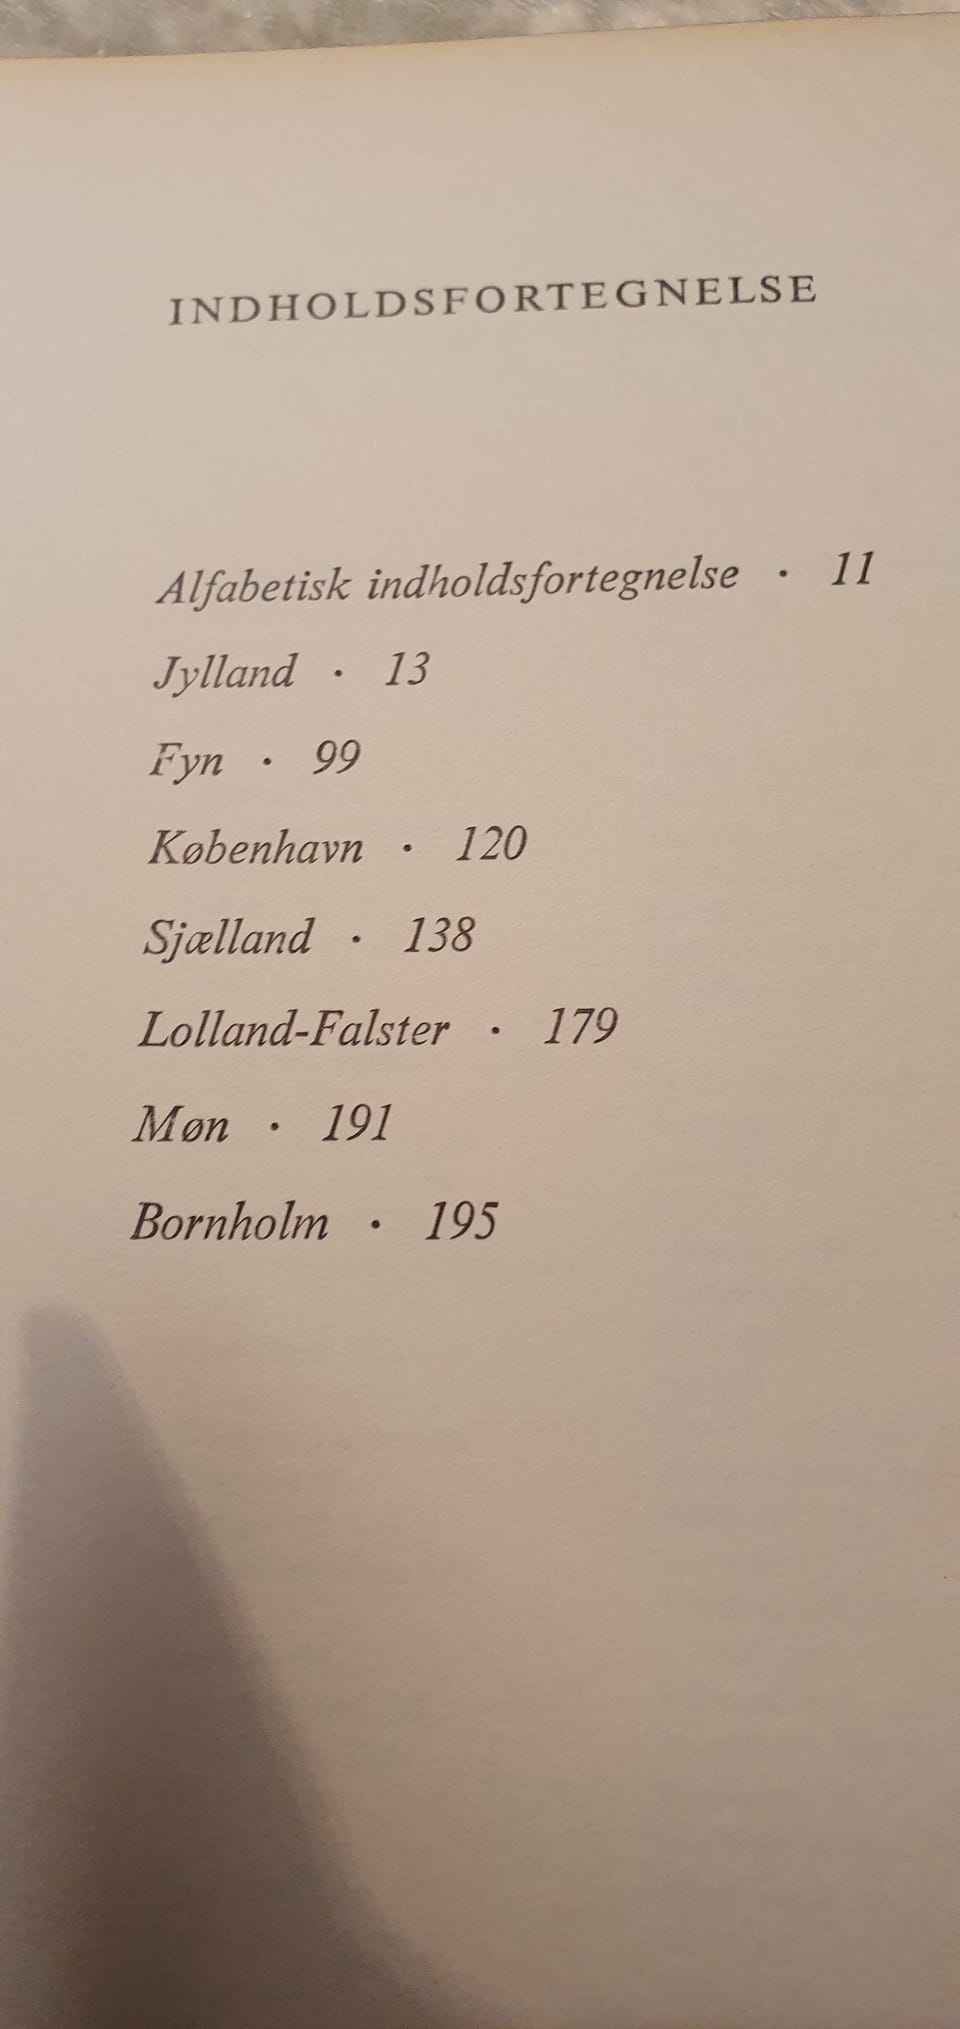 INDHOLDSFORTEGNELSE
Alfabetisk indholdsfortegnelse · 11
Jylland · 13
Fyn · 99
København · 120
Sjælland · 138
Lolland-Falster · 179
Møn · 191
Bornholm · 195